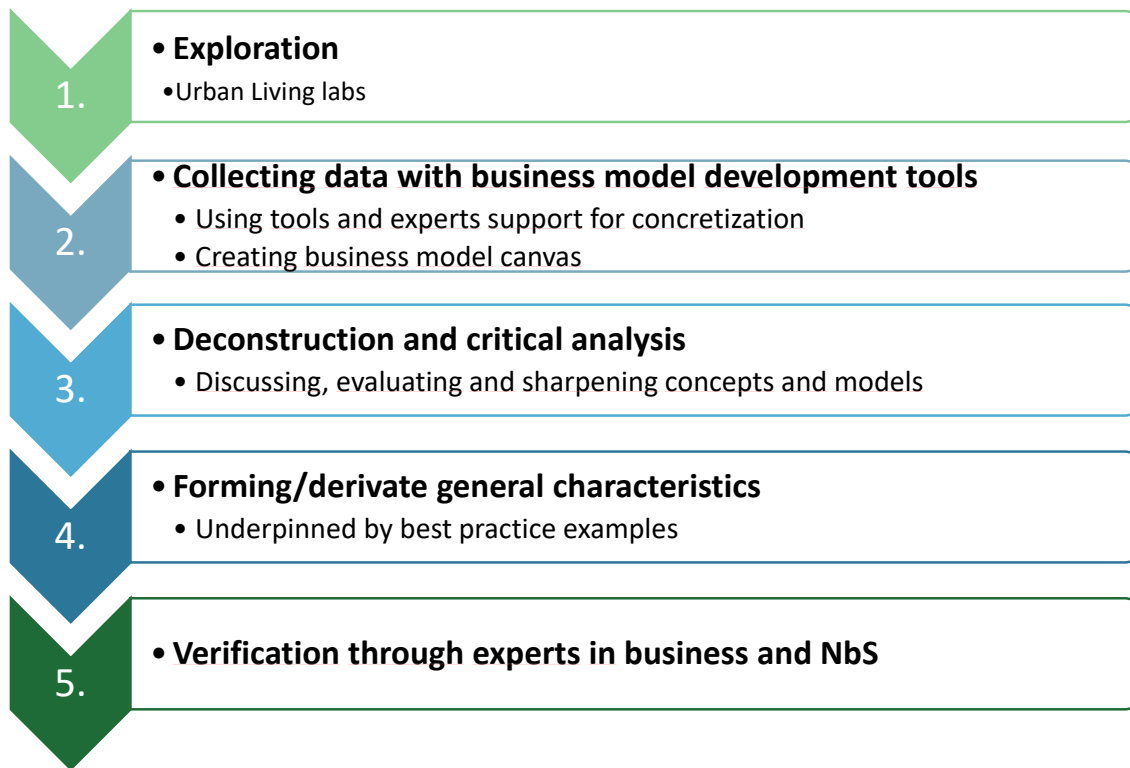 1.
• Exploration
•Urban Living labs
2.
• Collecting data with business model development tools
• Using tools and experts support for concretization
• Creating business model canvas
3.
• Deconstruction and critical analysis
• Discussing, evaluating and sharpening concepts and models
4.
• Forming/derivate general characteristics
• Underpinned by best practice examples
5.
• Verification through experts in business and NbS